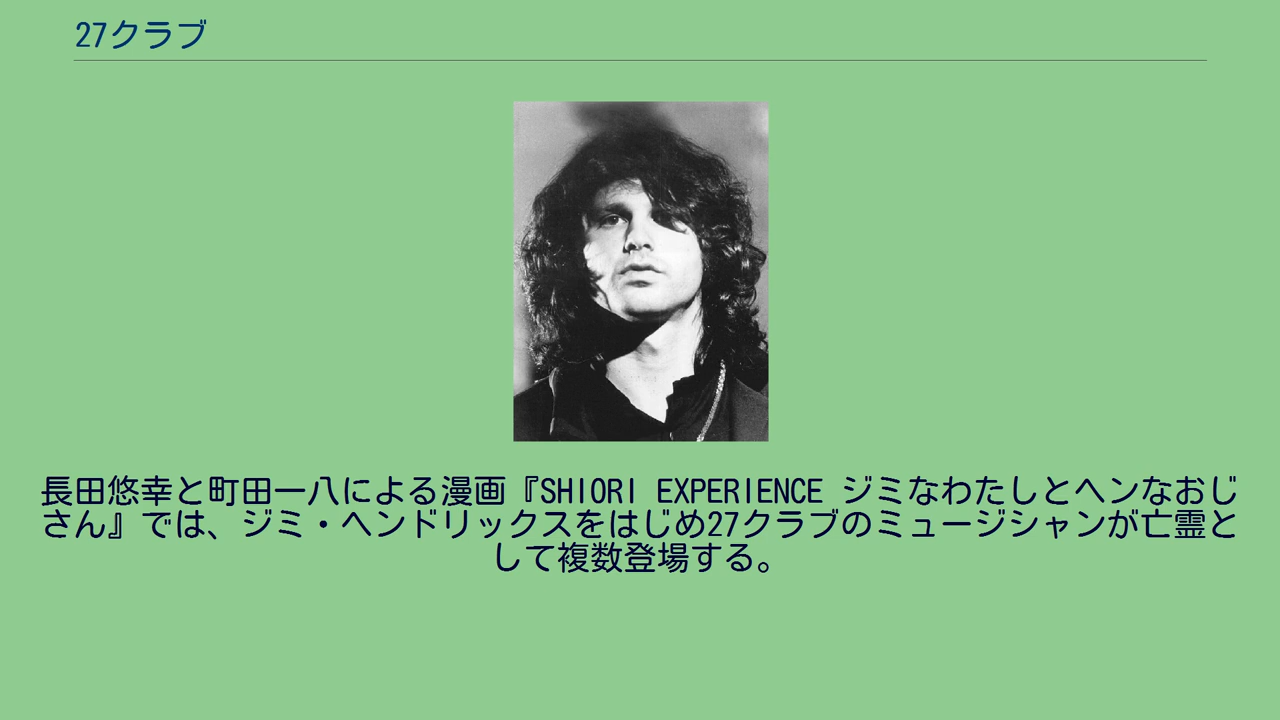 27クラブ
長田悠幸と町田一八による漫画『SHIORI EXPERIENCE ジミなわたしとヘンなおじ
さん』では、ジミ・ヘンドリックスをはじめ27クラブのミュージシャンが亡霊と
して複数登場する。